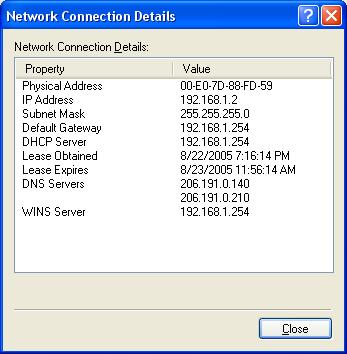 Network Connection Details
Network Connection Details:
Property Value
Physical Address 00-E0-7D-88-FD-59
IP Address 192.168.1.2
Subnet Mask 255.255.255.0
Default Gateway 192.168.1.254
DHCP Server 192.168.1.254
Lease Obtained 8/22/2005 7:16:14 PM
Lease Expires 8/23/2005 11:56:14 AM
DNS Servers 206.191.0.140
206.191.0.210
WINS Server 192.168.1.254
Close